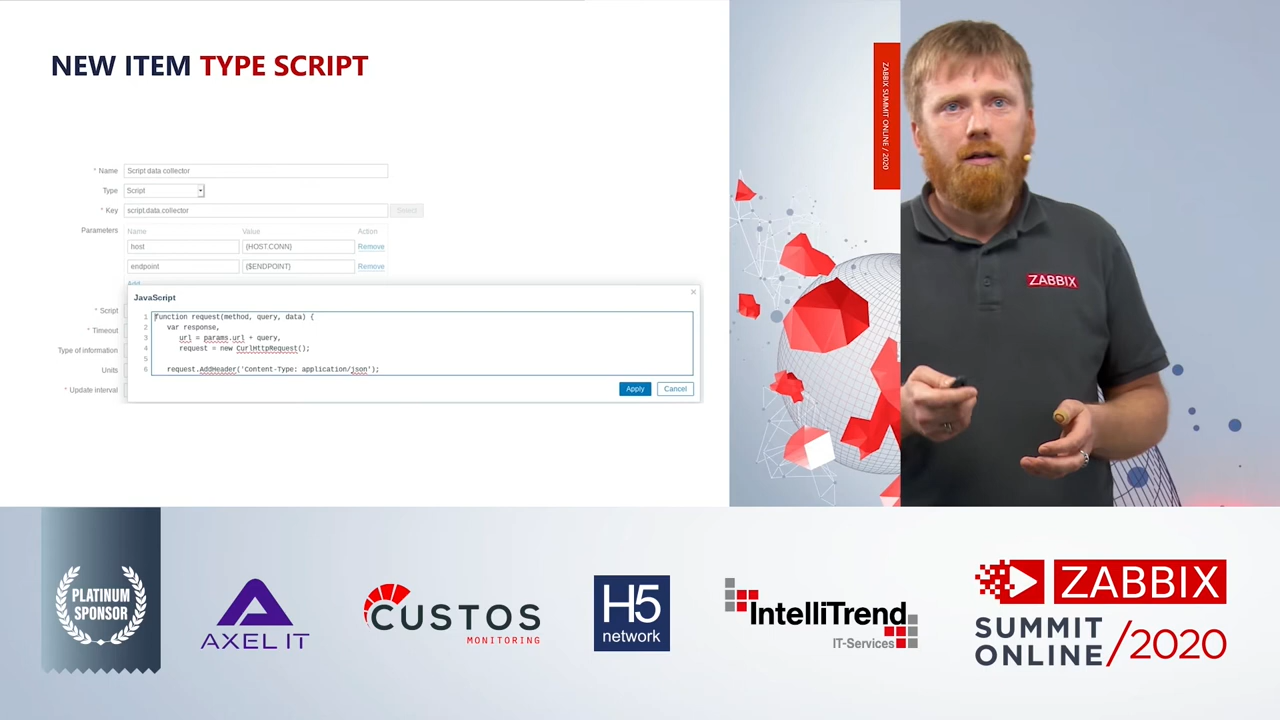 NEW ITEM TYPE SCRIPT
* Name
Script data collector
Type
Script
* Key
script.data.collector
Select
Parameters
Name
Value
Action
host
{HOST.CONN}
Remove
endpoint
{$ENDPOINT}
Remove
Add
* Script
* Timeout
Type of information
Units
* Update interval
JavaScript
×
1 function request(method, query, data) {
2 var response,
3 url = params.url + query,
4 request = new CurlHttpRequest();
5
6 request.AddHeader('Content-Type: application/json');
Apply
Cancel
ZABBIX SUMMIT ONLINE / 2020
ZABBIX
PLATINUM
SPONSOR
AXEL IT
CUSTOS
MONITORING
H5
network
IntelliTrend
IT-Services
ZABBIX
SUMMIT
ONLINE/2020